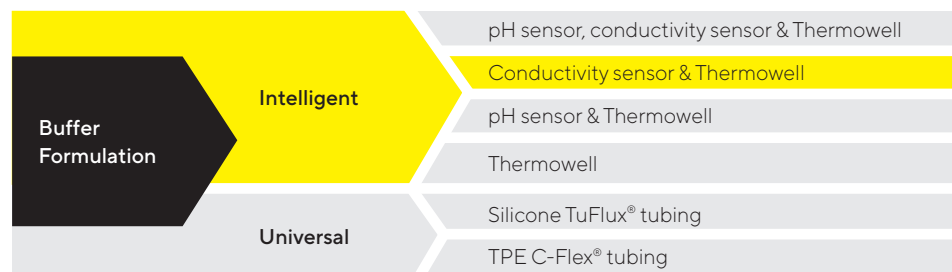 Buffer
Formulation
Intelligent
pH sensor, conductivity sensor & Thermowell
Conductivity sensor & Thermowell
pH sensor & Thermowell
Thermowell
Universal
Silicone TuFlux® tubing
TPE C-Flex® tubing